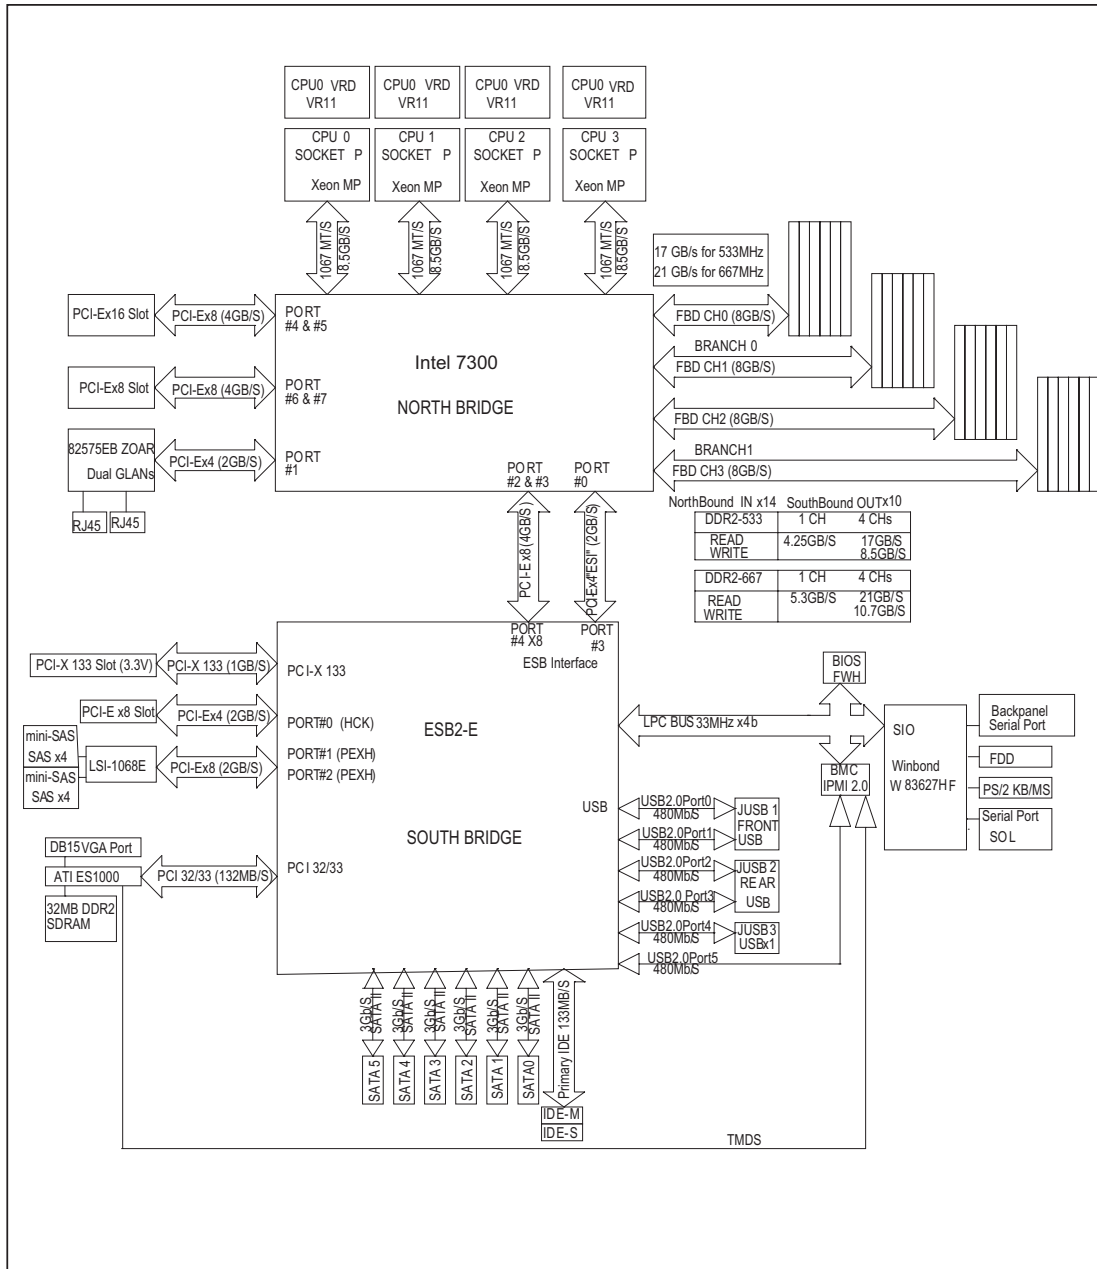 CPU0 VRD
VR11
CPU0 VRD
VR11
CPU0 VRD
VR11
CPU0 VRD
VR11
CPU 0
SOCKET P
Xeon MP
CPU 1
SOCKET P
Xeon MP
CPU 2
SOCKET P
Xeon MP
CPU 3
SOCKET P
Xeon MP
1067 MT/S
8.5GB/S
1067 MT/S
8.5GB/S
1067 MT/S
8.5GB/S
1067 MT/S
8.5GB/S
17 GB/s for 533MHz
21 GB/s for 667MHz
PCI-Ex16 Slot
PCI-Ex8 (4GB/S)
PORT
#4 & #5
Intel 7300
NORTH BRIDGE
FBD CH0 (8GB/S)
BRANCH 0
FBD CH1 (8GB/S)
PCI-Ex8 Slot
PCI-Ex8 (4GB/S)
PORT
#6 & #7
FBD CH2 (8GB/S)
BRANCH1
FBD CH3 (8GB/S)
82575EB ZOAR
Dual GLANs
PCI-Ex4 (2GB/S)
PORT
#1
RJ45
RJ45
PORT
#2 & #3
PORT
#0
NorthBound IN x14 SouthBound OUTx10
DDR2-533 1 CH 4 CHs
READ 4.25GB/S 17GB/S
WRITE 8.5GB/S
DDR2-667 1 CH 4 CHs
READ 5.3GB/S 21GB/S
WRITE 10.7GB/S
PCI-E x8(4GB/S)
PCI-Ex4"ESI" (2GB/S)
PORT
#4 X8
PORT
#3
ESB Interface
PCI-X 133 Slot (3.3V)
PCI-X 133 (1GB/S)
PCI-X 133
PCI-E x8 Slot
PCI-Ex4 (2GB/S)
PORT#0 (HCK)
mini-SAS
SAS x4
mini-SAS
SAS x4
LSI-1068E
PCI-Ex8 (2GB/S)
PORT#1 (PEXH)
PORT#2 (PEXH)
ESB2-E
SOUTH BRIDGE
USB
BIOS
FWH
LPC BUS 33MHz x4b
BMC
IPMI 2.0
SIO
Winbond
W 83627HF
Backpanel
Serial Port
FDD
PS/2 KB/MS
Serial Port
SOL
USB2.0Port0
480Mb/S
USB2.0Port1
480Mb/S
JUSB 1
FRONT
USB
USB2.0Port2
480Mb/S
USB2.0 Port3
480Mb/S
JUSB 2
REAR
USB
USB2.0Port4
480Mb/S
JUSB3
USBx1
USB2.0Port5
480Mb/S
DB15 VGA Port
ATI ES1000
32MB DDR2
SDRAM
PCI 32/33 (132MB/S)
PCI 32/33
3Gb/S
SATA II
3Gb/S
SATA II
3Gb/S
SATA II
3Gb/S
SATA II
3Gb/S
SATA II
3Gb/S
SATA II
Primary IDE 133MB/S
SATA 5
SATA 4
SATA 3
SATA 2
SATA 1
SATA0
IDE-M
IDE-S
TMDS